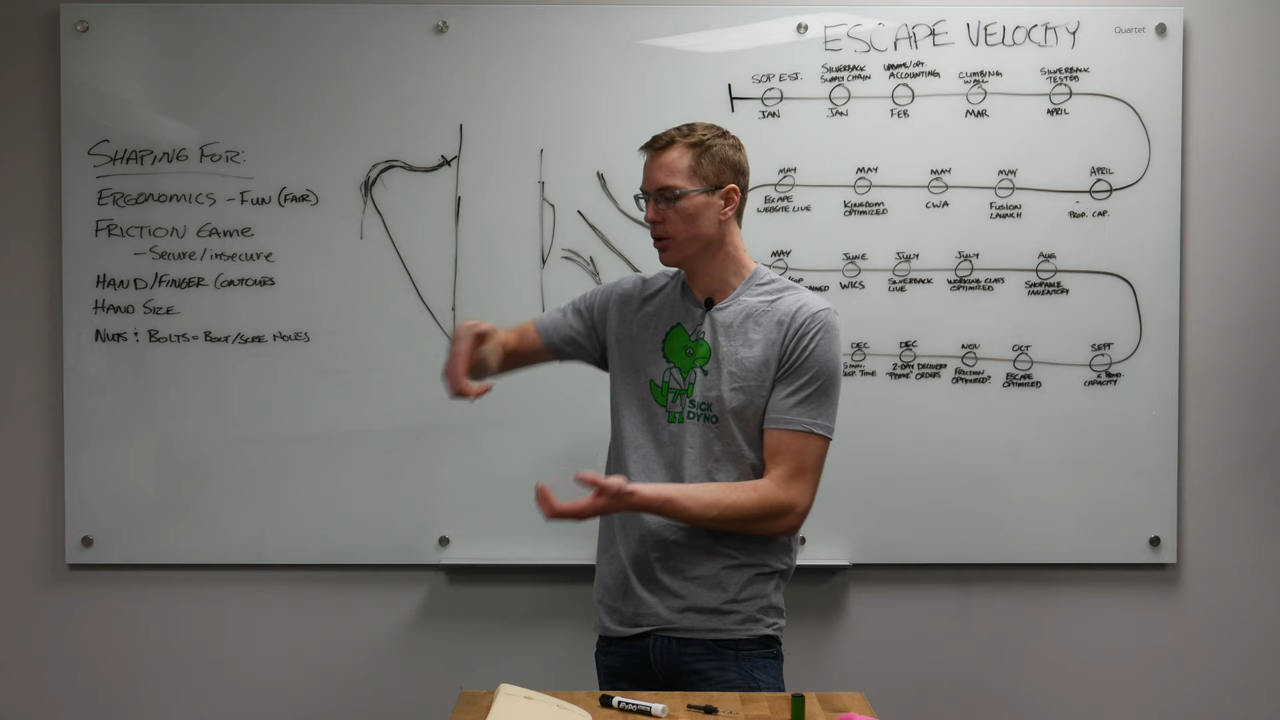 Quartet
ESCAPE VELOCITY
SHAPING FOR:
ERGONOMICS - FUN (FAIR)
FRICTION GAME
- SECURE/INSECURE
HAND/FINGER CONTOURS
HAND SIZE
NUTS & BOLTS = BOLT/SCREW HOLES
SOP EST.
JAN
SILVERBACK
SUPPLY CHAIN
JAN
UPDATE/OPT.
ACCOUNTING
FEB
CLIMBING
WALL
MAR
SILVERBACK
TESTED
APRIL
MAY
ESCAPE
WEBSITE LIVE
MAY
KINGDOM
OPTIMIZED
MAY
CWA
MAY
FUSION
LAUNCH
APRIL
PROD. CAP.
MAY
JUNE
WICS
JULY
SILVERBACK
LIVE
JULY
WORKING CLASS
OPTIMIZED
AUG
SHOPABLE
INVENTORY
DEC
DEC
2-DAY DELIVERY
"PRIME" ORDERS
NOV
FRICTION
OPTIMIZED?
OCT
ESCAPE
OPTIMIZED
SEPT
CAPACITY
SICK
DYNO
EXPO